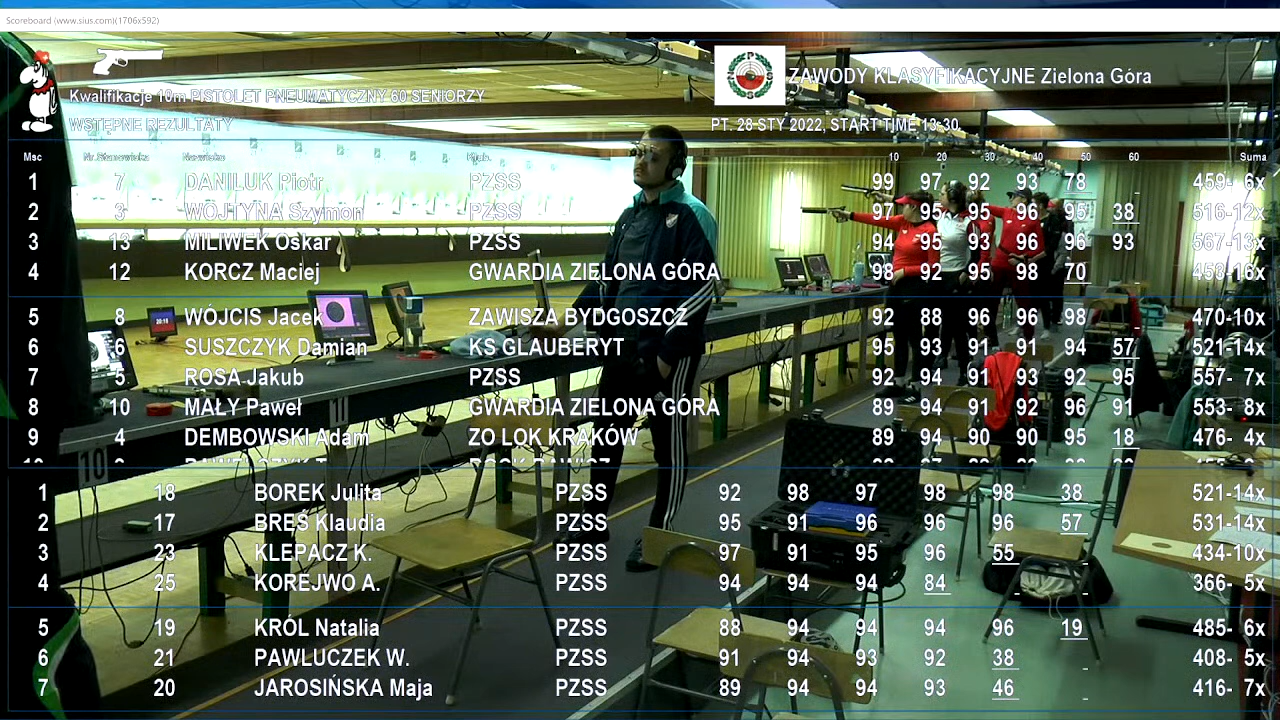 Scoreboard (www.sius.com)(1706x592)
ZAWODY KLASYFIKACYJNE Zielona Góra
Kwalifikacje 10m PISTOLET PNEUMATYCZNY 60 SENIORZY
WSTĘPNE REZULTATY PT. 28 STY 2022, START TIME 13:30
Msc Nr.Stanowiska Nazwisko Klub. 10 20 30 40 50 60 Suma
1 7 DANILUK Piotr PZSS 99 97 92 93 78 _ 459- 6x
2 3 WOJTYNA Szymon PZSS 97 95 95 96 95 38 516-12x
3 13 MILIWEK Oskar PZSS 94 95 93 96 96 93 567-13x
4 12 KORCZ Maciej GWARDIA ZIELONA GÓRA 98 92 95 98 70 _ 458-16x
5 8 WÓJCIS Jacek ZAWISZA BYDGOSZCZ 92 88 96 96 98 _ 470-10x
6 6 SUSZCZYK Damian KS GLAUBERYT 95 93 91 91 94 57 521-14x
7 5 ROSA Jakub PZSS 92 94 91 93 92 95 557- 7x
8 10 MAŁY Paweł GWARDIA ZIELONA GÓRA 89 94 91 92 96 91 553- 8x
9 4 DEMBOWSKI Adam ZO LOK KRAKÓW 89 94 90 90 95 18 476- 4x
1 18 BOREK Julita PZSS 92 98 97 98 98 38 521-14x
2 17 BREŚ Klaudia PZSS 95 91 96 96 96 57 531-14x
3 23 KLEPACZ K. PZSS 97 91 95 96 55 _ 434-10x
4 25 KOREJWO A. PZSS 94 94 94 84 _ _ 366- 5x
5 19 KRÓL Natalia PZSS 88 94 94 94 96 19 485- 6x
6 21 PAWLUCZEK W. PZSS 91 94 93 92 38 _ 408- 5x
7 20 JAROSIŃSKA Maja PZSS 89 94 94 93 46 _ 416- 7x
11
10